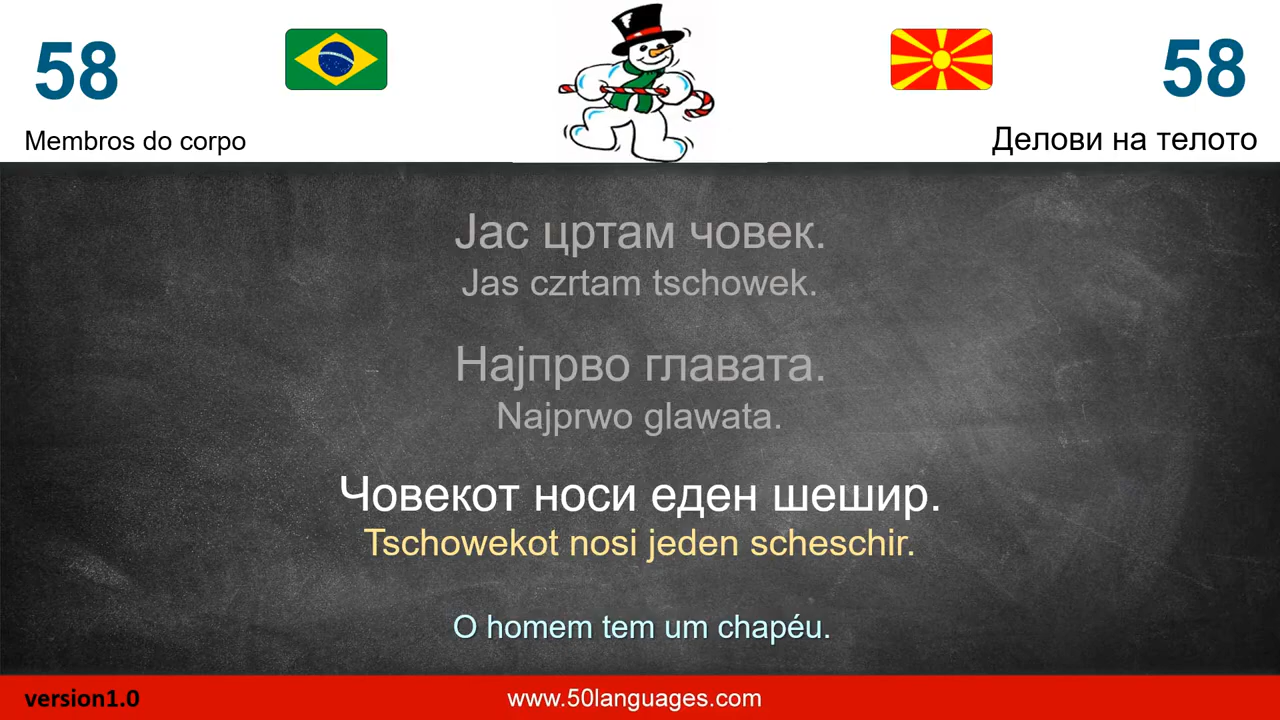 58
58
Membros do corpo
Делови на телото
Јас цртам човек.
Jas czrtam tschowek.
Најпрво главата.
Najprwo glawata.
Човекот носи еден шешир.
Tschowekot nosi jeden scheschir.
O homem tem um chapéu.
version1.0
www.50languages.com